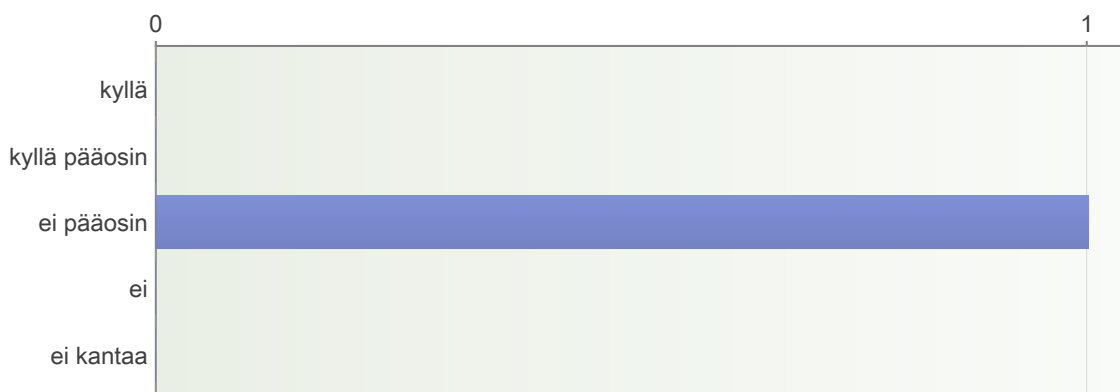 0 1
kyllä
kyllä pääosin
ei pääosin
ei
ei kantaa